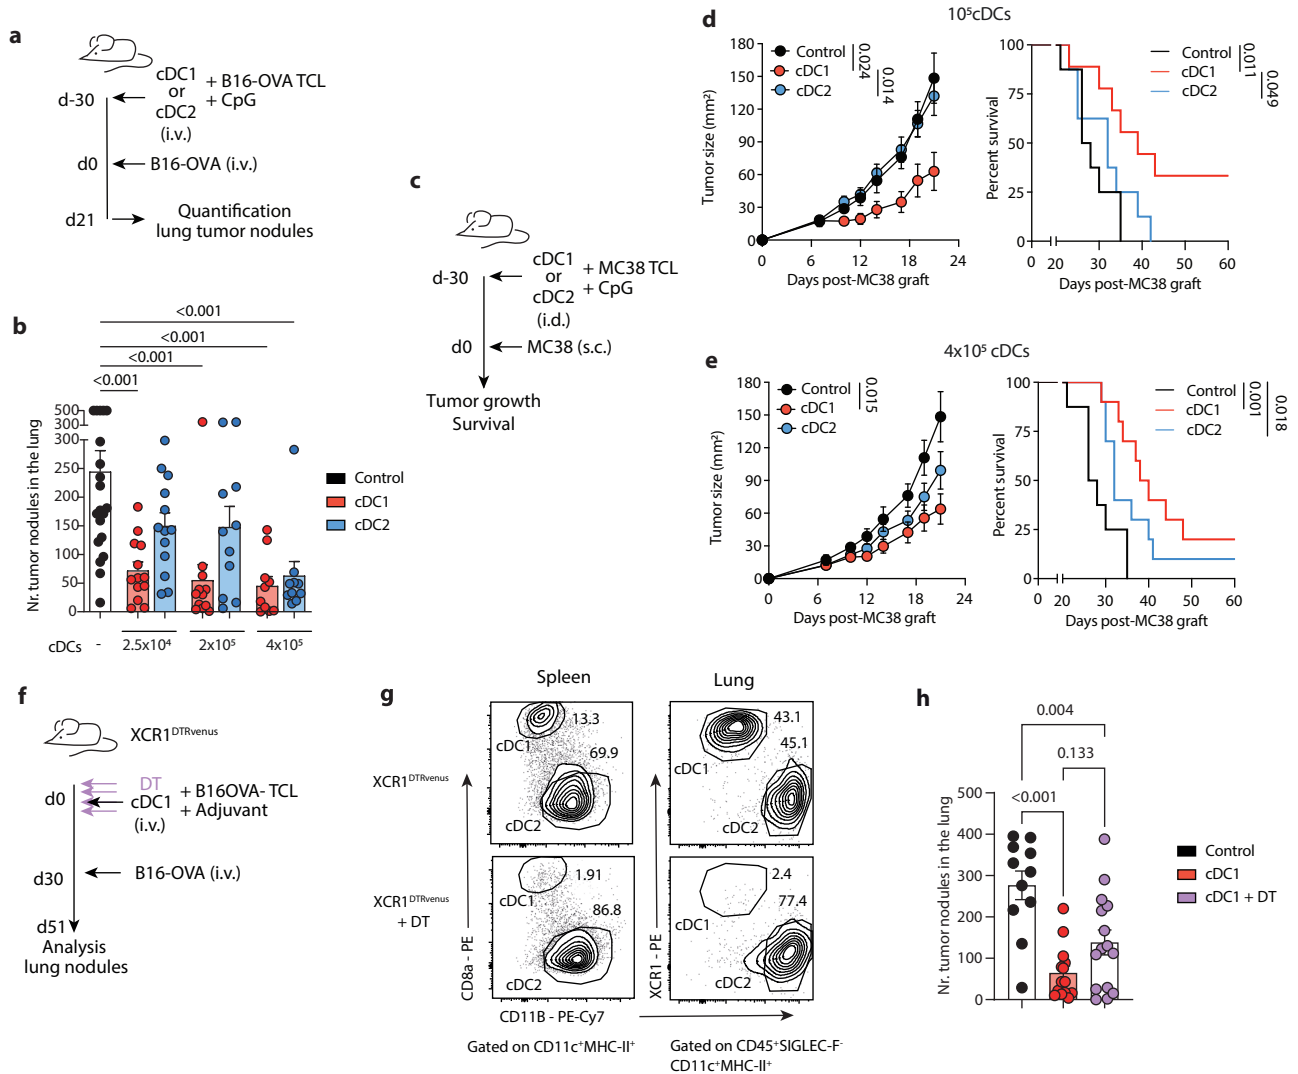 a
cDC1
or
cDC2
(i.v.)
+ B16-OVA TCL
+ CpG
d-30
d0
B16-OVA (i.v.)
d21
Quantification
lung tumor nodules
b
<0.001
<0.001
<0.001
<0.001
Nr. tumor nodules in the lung
500
300
300
250
200
150
100
50
0
cDCs
-
2.5x10⁴
2x10⁵
4x10⁵
Control
cDC1
cDC2
c
d-30
cDC1
or
cDC2
(i.d.)
+ MC38 TCL
+ CpG
d0
MC38 (s.c.)
Tumor growth
Survival
d
10⁵cDCs
Tumor size (mm²)
180
150
120
90
60
30
0
0 6 12 18 24
Days post-MC38 graft
Control
cDC1
cDC2
0.024
0.014
Percent survival
100
75
50
25
0
0 20 30 40 50 60
Days post-MC38 graft
Control
cDC1
cDC2
0.011
0.049
e
4x10⁵ cDCs
Tumor size (mm²)
180
150
120
90
60
30
0
0 6 12 18 24
Days post-MC38 graft
Control
cDC1
cDC2
0.015
Percent survival
100
75
50
25
0
0 20 30 40 50 60
Days post-MC38 graft
Control
cDC1
cDC2
0.001
0.018
f
XCR1ᴰᵀᴿᵛᵉⁿᵘˢ
DT
d0
cDC1
(i.v.)
+ B16OVA- TCL
+ Adjuvant
d30
B16-OVA (i.v.)
d51
Analysis
lung nodules
g
Spleen
Lung
XCR1ᴰᵀᴿᵛᵉⁿᵘˢ
13.3
cDC1
69.9
cDC2
43.1
45.1
cDC1
cDC2
XCR1ᴰᵀᴿᵛᵉⁿᵘˢ
+ DT
1.91
cDC1
86.8
cDC2
2.4
77.4
cDC1
cDC2
CD8a - PE
XCR1 - PE
CD11B - PE-Cy7
Gated on CD11c⁺MHC-II⁺
Gated on CD45⁺SIGLEC-F⁻
CD11c⁺MHC-II⁺
h
0.004
0.133
<0.001
Nr. tumor nodules in the lung
500
400
300
200
100
0
Control
cDC1
cDC1 + DT